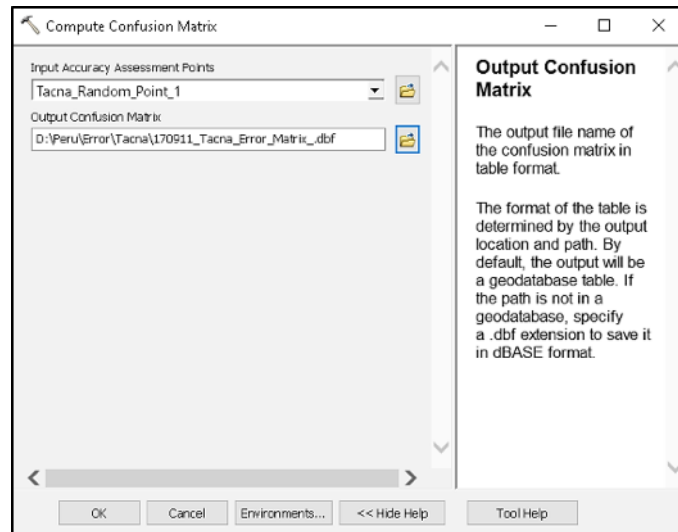 Compute Confusion Matrix
Input Accuracy Assessment Points
Tacna_Random_Point_1
Output Confusion Matrix
D:\Peru\Error\Tacna\170911_Tacna_Error_Matrix_.dbf
Output Confusion
Matrix
The output file name of
the confusion matrix in
table format.
The format of the table is
determined by the output
location and path. By
default, the output will be
a geodatabase table. If
the path is not in a
geodatabase, specify
a .dbf extension to save it
in dBASE format.
OK
Cancel
Environments...
<< Hide Help
Tool Help